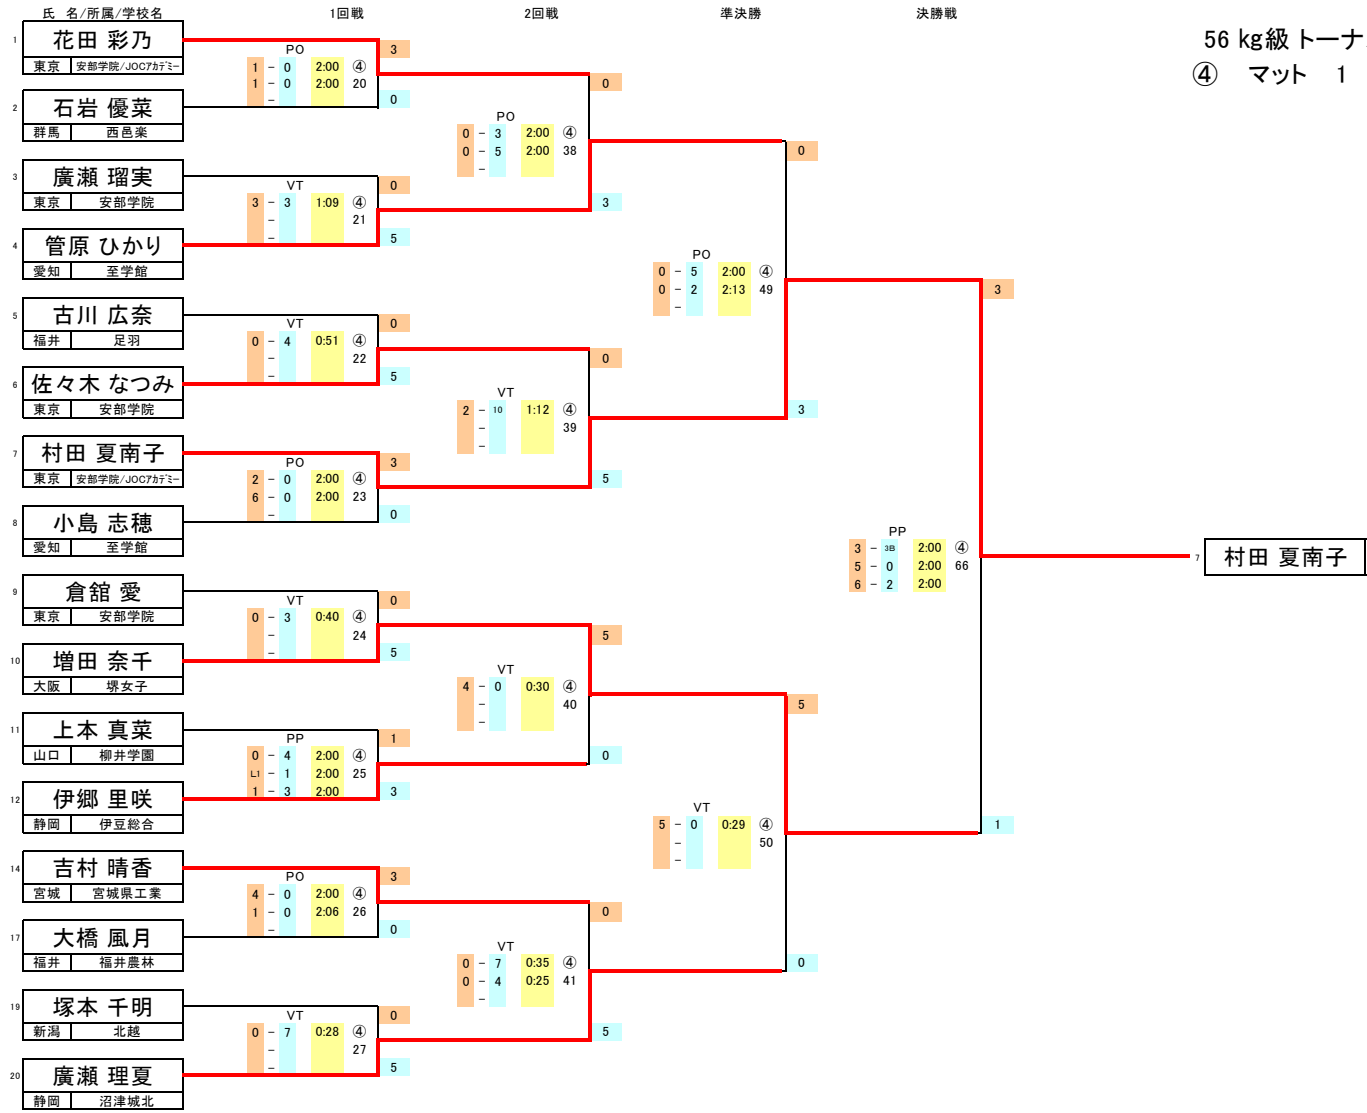 氏 名/所属/学校名 1回戦 2回戦 準決勝 決勝戦
56 kg級 トーナ
④ マット 1
1 花田 彩乃
東京 安部学院/JOCアカデミー
2 石岩 優菜
群馬 西邑楽
3 廣瀬 瑠実
東京 安部学院
4 管原 ひかり
愛知 至学館
5 古川 広奈
福井 足羽
6 佐々木 なつみ
東京 安部学院
7 村田 夏南子
東京 安部学院/JOCアカデミー
8 小島 志穂
愛知 至学館
9 倉舘 愛
東京 安部学院
10 増田 奈千
大阪 堺女子
11 上本 真菜
山口 柳井学園
12 伊郷 里咲
静岡 伊豆総合
14 吉村 晴香
宮城 宮城県工業
17 大橋 風月
福井 福井農林
19 塚本 千明
新潟 北越
20 廣瀬 理夏
静岡 沼津城北
PO 3
1 - 0 2:00 ④
1 - 0 2:00 20
-
0
VT 0
3 - 3 1:09 ④
- 21
-
5
VT 0
0 - 4 0:51 ④
- 22
-
5
PO 3
2 - 0 2:00 ④
6 - 0 2:00 23
-
0
VT 0
0 - 3 0:40 ④
- 24
-
5
PP 1
0 - 4 2:00 ④
L1 - 1 2:00 25
1 - 3 2:00
3
PO 3
4 - 0 2:00 ④
1 - 0 2:06 26
-
0
VT 0
0 - 7 0:28 ④
- 27
-
5
0
PO
0 - 3 2:00 ④
0 - 5 2:00 38
-
3
0
VT
2 - 10 1:12 ④
- 39
-
5
5
VT
4 - 0 0:30 ④
- 40
-
0
0
VT
0 - 7 0:35 ④
0 - 4 0:25 41
-
5
0
PO
0 - 5 2:00 ④
0 - 2 2:13 49
-
3
5
VT
5 - 0 0:29 ④
- 50
-
0
3
PP
3 - 3B 2:00 ④
5 - 0 2:00 66
6 - 2 2:00
1
7 村田 夏南子